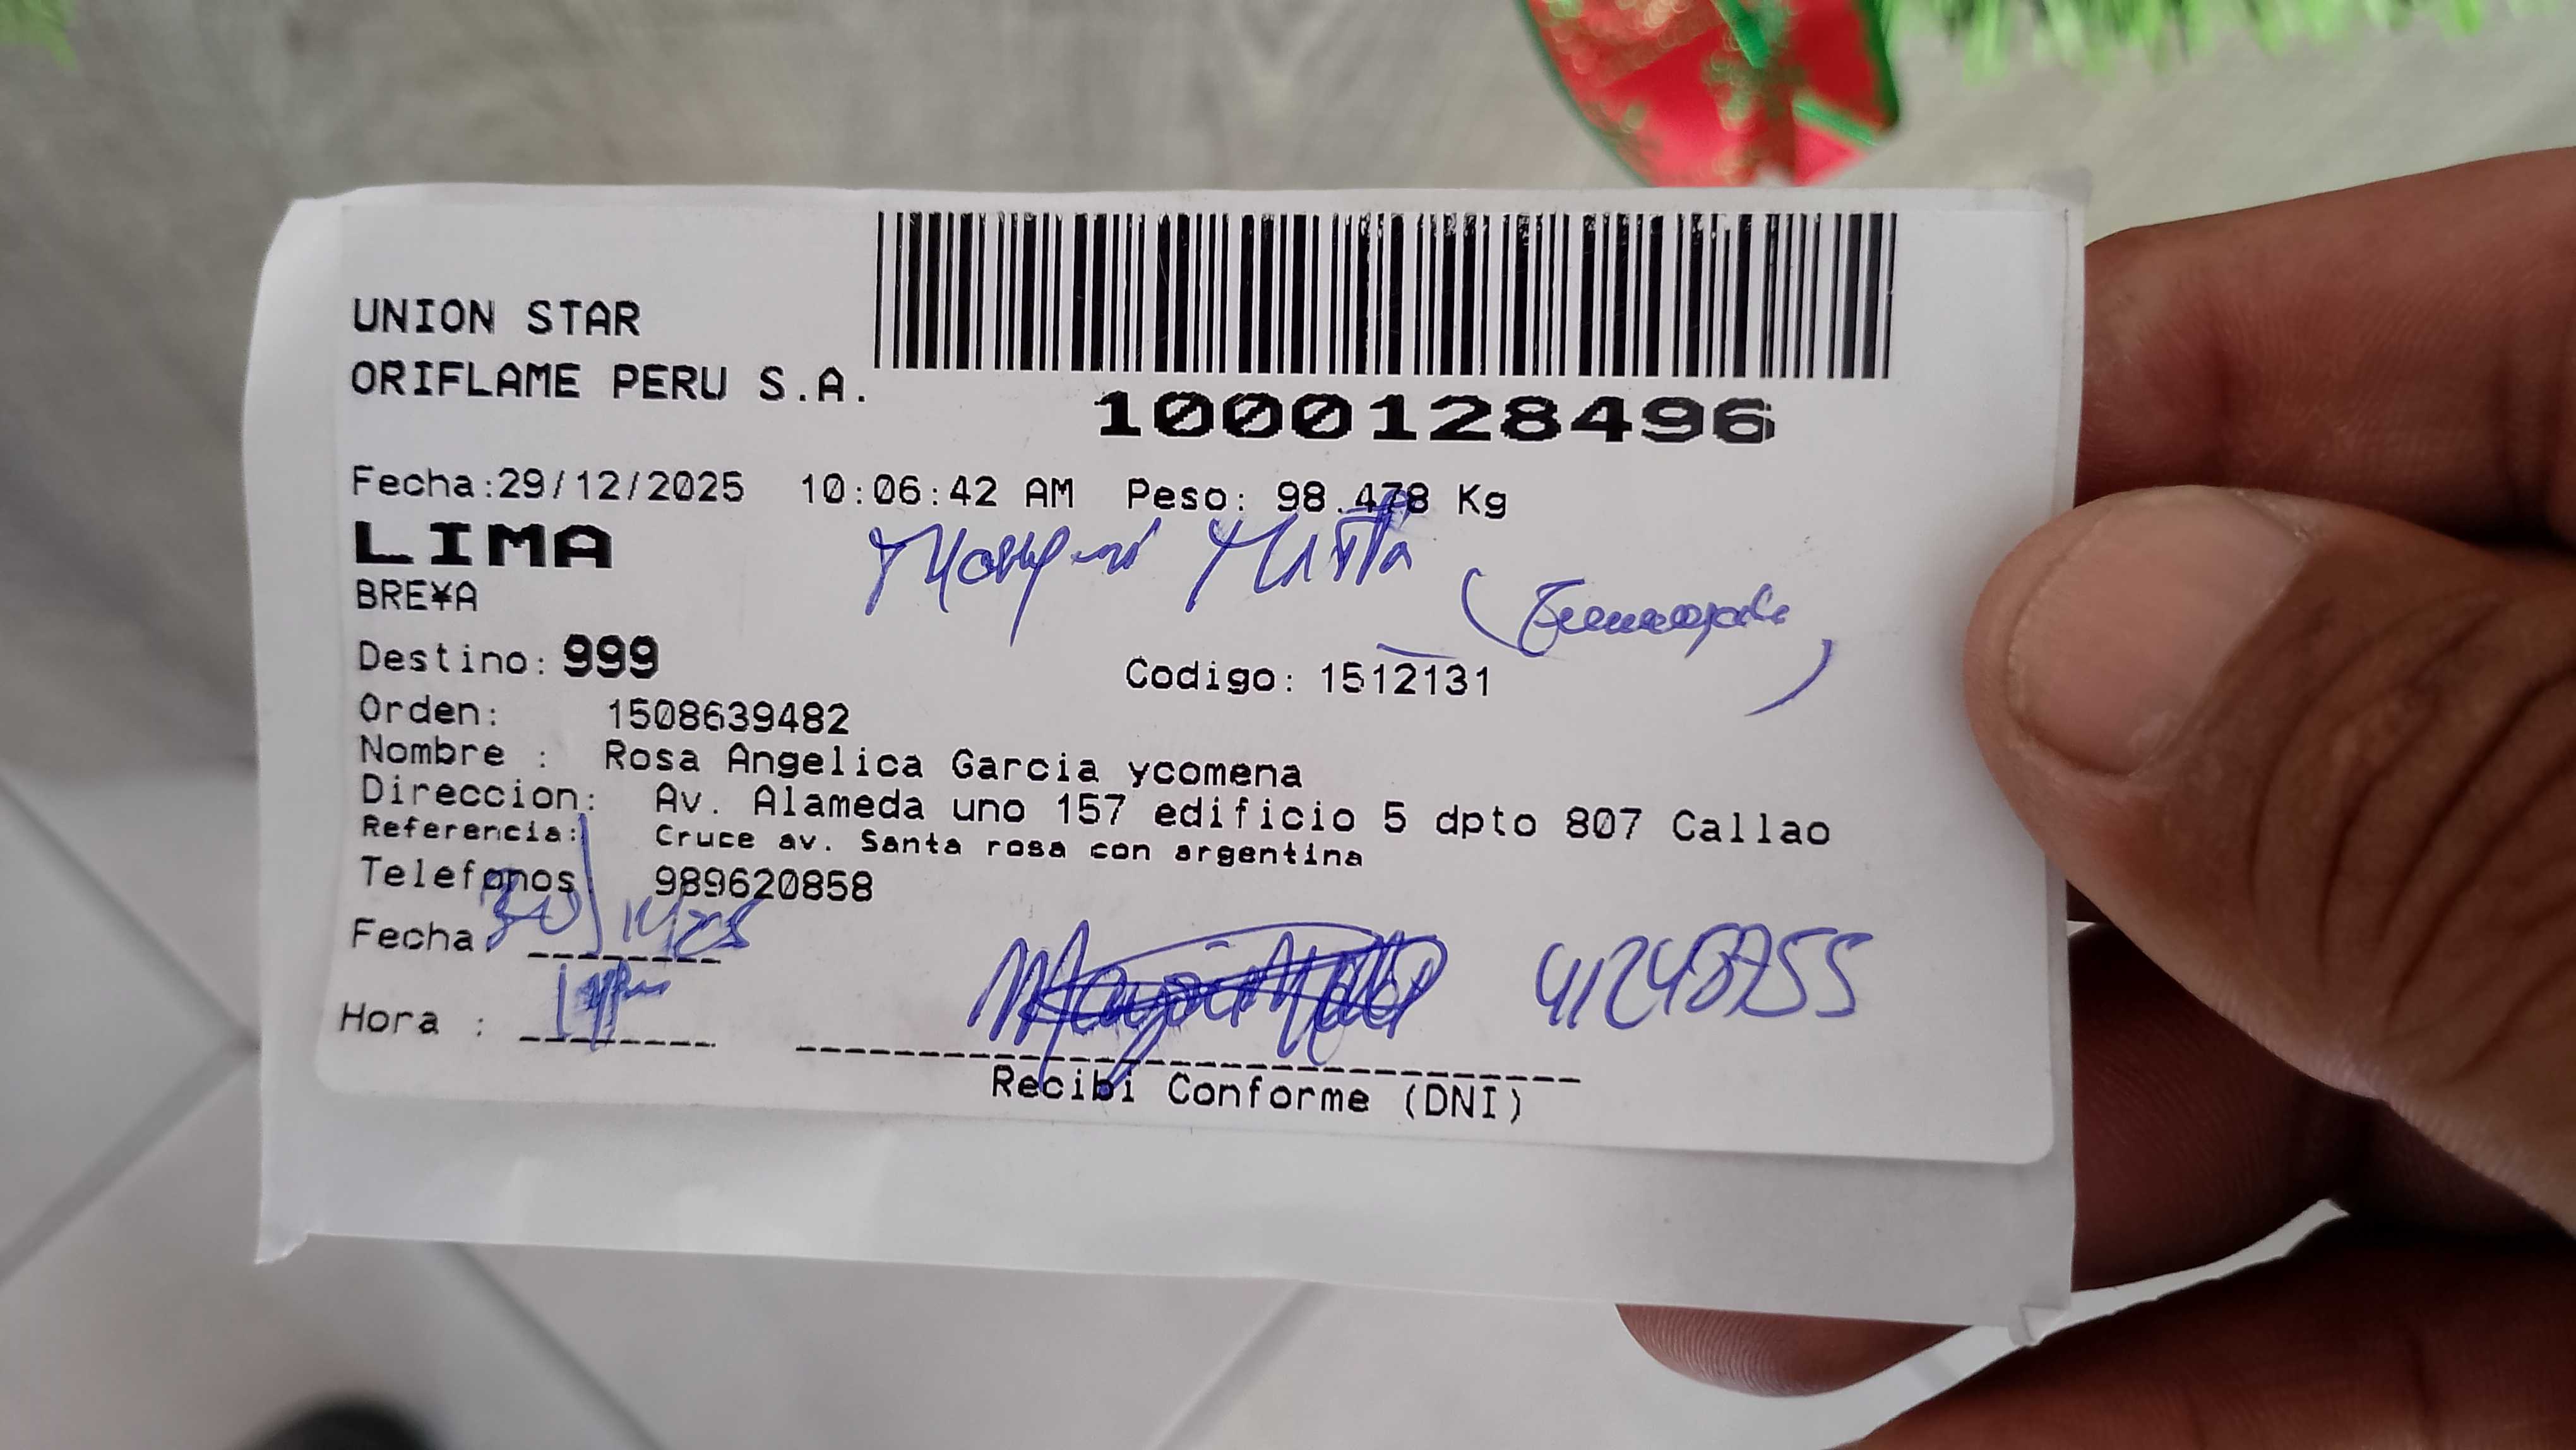 UNION STAR
ORIFLAME PERU S.A.
1000128496
Fecha:29/12/2025 10:06:42 AM Peso: 98.478 Kg
LIMA
BRE¥A
Destino: 999
Codigo: 1512131
Orden: 1508639482
Nombre : Rosa Angelica Garcia ycomena
Direccion: Av. Alameda uno 157 edificio 5 dpto 807 Callao
Referencia: Cruce av. Santa rosa con argentina
Telefonos 989620858
Fecha:
41248755
Hora :
Recibi Conforme (DNI)